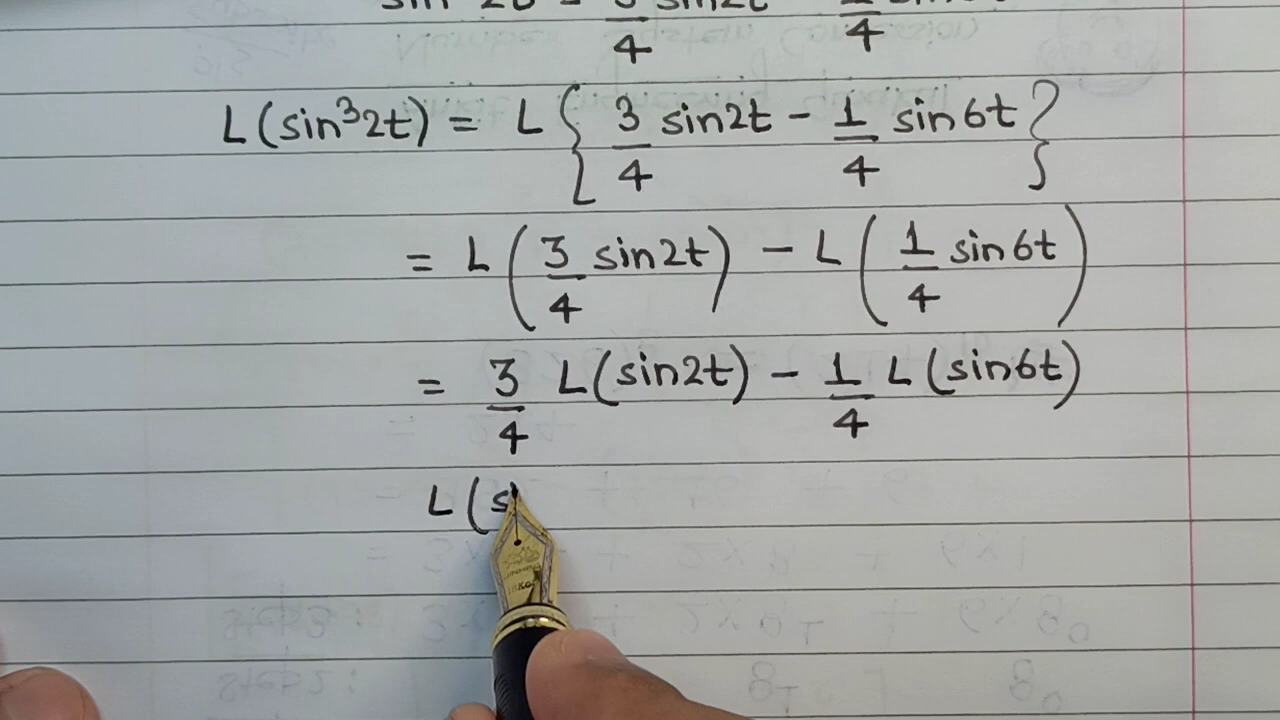 L(sin³2t) = L{ 3/4 sin2t - 1/4 sin6t }
= L( 3/4 sin2t ) - L( 1/4 sin6t )
= 3/4 L(sin2t) - 1/4 L(sin6t)
L(s